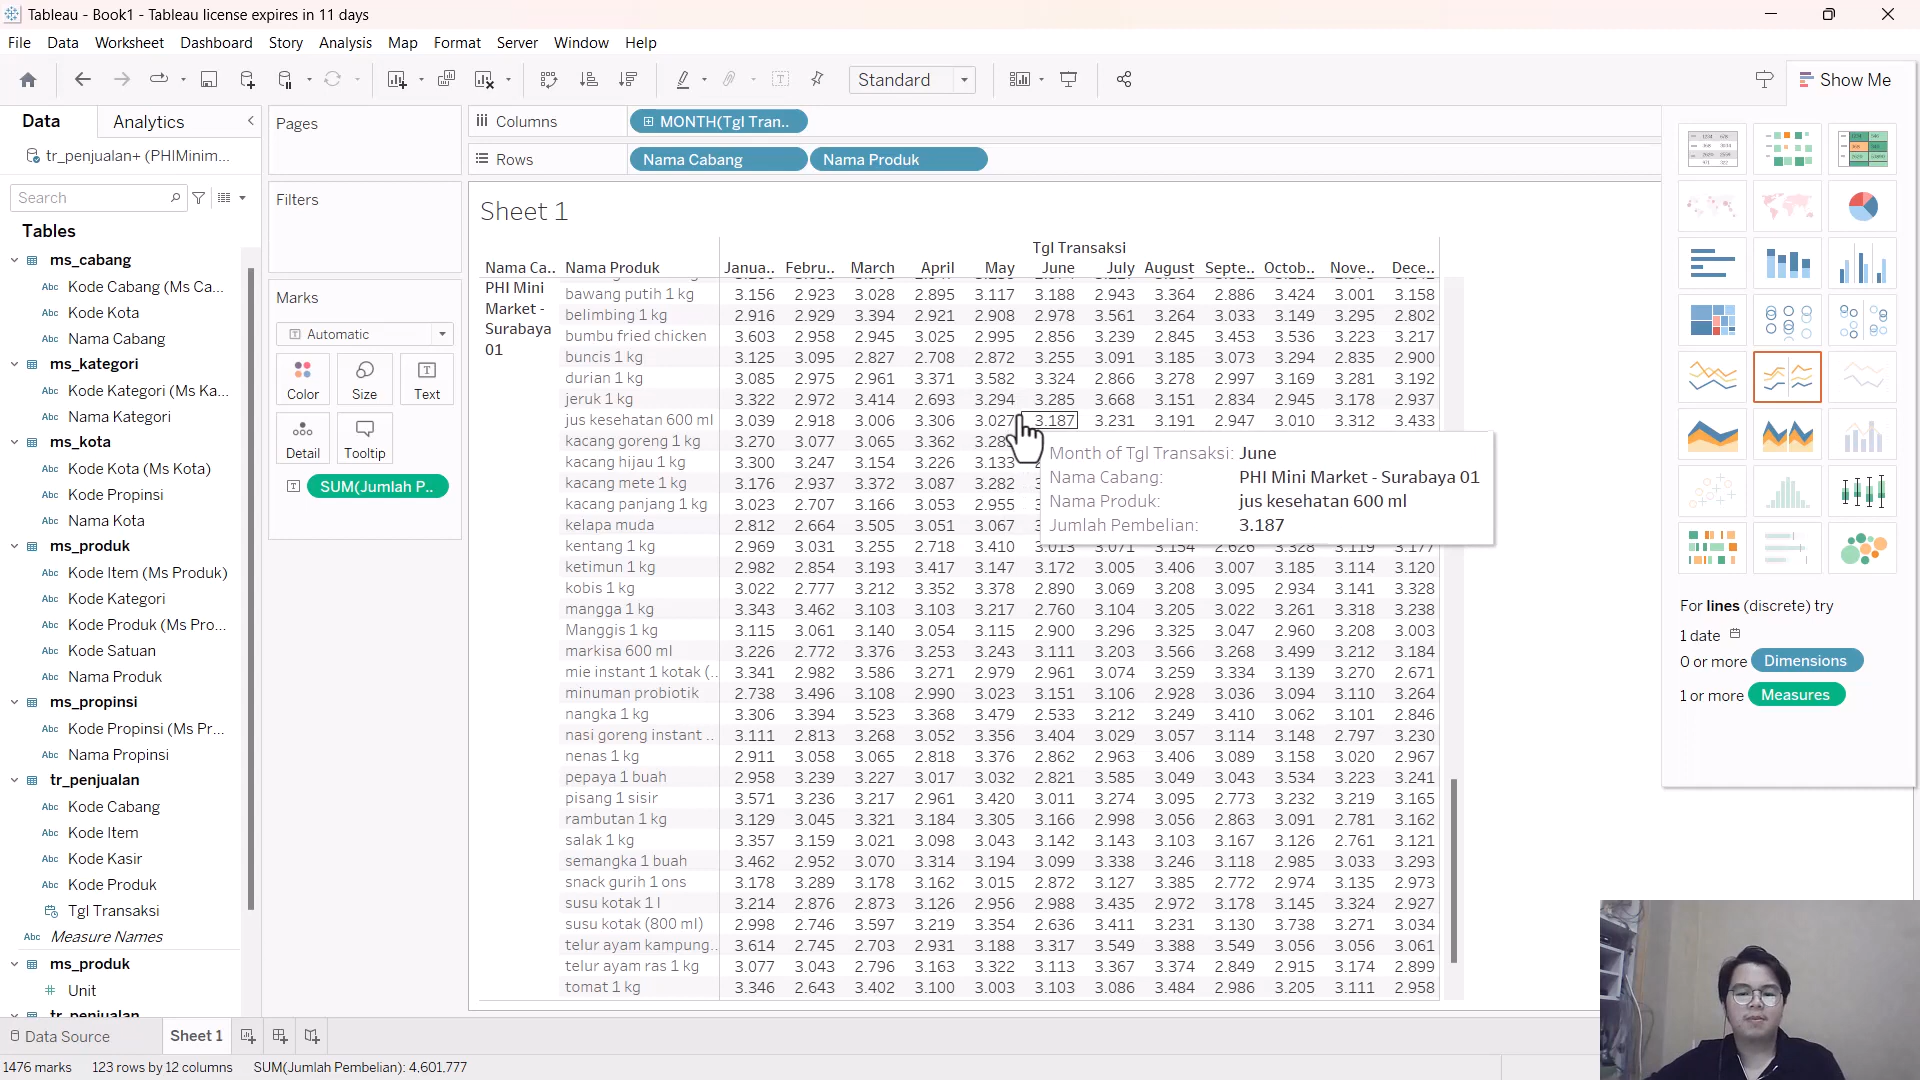 Tableau - Book1 - Tableau license expires in 11 days
File Data Worksheet Dashboard Story Analysis Map Format Server Window Help
Standard
Show Me
Data Analytics
tr_penjualan+ (PHIMinim...
Search
Tables
ms_cabang
Abc Kode Cabang (Ms Ca...
Abc Kode Kota
Abc Nama Cabang
ms_kategori
Abc Kode Kategori (Ms Ka...
Abc Nama Kategori
ms_kota
Abc Kode Kota (Ms Kota)
Abc Kode Propinsi
Abc Nama Kota
ms_produk
Abc Kode Item (Ms Produk)
Abc Kode Kategori
Abc Kode Produk (Ms Pro...
Abc Kode Satuan
Abc Nama Produk
ms_propinsi
Abc Kode Propinsi (Ms Pr...
Abc Nama Propinsi
tr_penjualan
Abc Kode Cabang
Abc Kode Item
Abc Kode Kasir
Abc Kode Produk
Tgl Transaksi
Abc Measure Names
ms_produk
# Unit
tr_penjualan
Pages
Filters
Marks
Automatic
Color Size Text
Detail Tooltip
SUM(Jumlah P..
Columns MONTH(Tgl Tran..
Rows Nama Cabang Nama Produk
Sheet 1
Tgl Transaksi
Nama Ca.. Nama Produk Janua.. Febru.. March April May June July August Septe.. Octob.. Nove.. Dece..
PHI Mini
Market -
Surabaya
01
bawang putih 1 kg 3.156 2.923 3.028 2.895 3.117 3.188 2.943 3.364 2.886 3.424 3.001 3.158
belimbing 1 kg 2.916 2.929 3.394 2.921 2.908 2.978 3.561 3.264 3.033 3.149 3.295 2.802
bumbu fried chicken 3.603 2.958 2.945 3.025 2.995 2.856 3.239 2.845 3.453 3.536 3.223 3.217
buncis 1 kg 3.125 3.095 2.827 2.708 2.872 3.255 3.091 3.185 3.073 3.294 2.835 2.900
durian 1 kg 3.085 2.975 2.961 3.371 3.582 3.324 2.866 3.278 2.997 3.169 3.281 3.192
jeruk 1 kg 3.322 2.972 3.414 2.693 3.294 3.285 3.668 3.151 2.834 2.945 3.178 2.937
jus kesehatan 600 ml 3.039 2.918 3.006 3.306 3.027 3.187 3.231 3.191 2.947 3.010 3.312 3.433
kacang goreng 1 kg 3.270 3.077 3.065 3.362
kacang hijau 1 kg 3.300 3.247 3.154 3.226 3.133
kacang mete 1 kg 3.176 2.937 3.372 3.087 3.282
kacang panjang 1 kg 3.023 2.707 3.166 3.053 2.955
kelapa muda 2.812 2.664 3.505 3.051 3.067
kentang 1 kg 2.969 3.031 3.255 2.718 3.410 3.013 3.071 3.154 2.626 3.328 3.119 3.177
ketimun 1 kg 2.982 2.854 3.193 3.417 3.147 3.172 3.005 3.406 3.007 3.185 3.114 3.120
kobis 1 kg 3.022 2.777 3.212 3.352 3.378 2.890 3.069 3.208 3.095 2.934 3.141 3.328
mangga 1 kg 3.343 3.462 3.103 3.103 3.217 2.760 3.104 3.205 3.022 3.261 3.318 3.238
Manggis 1 kg 3.115 3.061 3.140 3.054 3.115 2.900 3.296 3.325 3.047 2.960 3.208 3.003
markisa 600 ml 3.226 2.772 3.376 3.253 3.243 3.111 3.203 3.566 3.268 3.499 3.212 3.184
mie instant 1 kotak (.. 3.341 2.982 3.586 3.271 2.979 2.961 3.074 3.259 3.334 3.139 3.270 2.671
minuman probiotik 2.738 3.496 3.108 2.990 3.023 3.151 3.106 2.928 3.036 3.094 3.110 3.264
nangka 1 kg 3.306 3.394 3.523 3.368 3.479 2.533 3.212 3.249 3.410 3.062 3.101 2.846
nasi goreng instant .. 3.111 2.813 3.268 3.052 3.356 3.404 3.029 3.057 3.114 3.148 2.797 3.230
nenas 1 kg 2.911 3.058 3.065 2.818 3.376 2.862 2.963 3.406 3.089 3.158 3.020 2.967
pepaya 1 buah 2.958 3.239 3.227 3.017 3.032 2.821 3.585 3.049 3.043 3.534 3.223 3.241
pisang 1 sisir 3.571 3.236 3.217 2.961 3.420 3.011 3.274 3.095 2.773 3.232 3.219 3.165
rambutan 1 kg 3.129 3.045 3.321 3.184 3.305 3.166 2.998 3.056 2.863 3.091 2.781 3.162
salak 1 kg 3.357 3.159 3.021 3.098 3.043 3.142 3.143 3.103 3.167 3.126 2.761 3.121
semangka 1 buah 3.462 2.952 3.070 3.314 3.194 3.099 3.338 3.246 3.118 2.985 3.033 3.293
snack gurih 1 ons 3.178 3.289 3.178 3.162 3.015 2.872 3.127 3.385 2.772 2.974 3.135 2.973
susu kotak 1 l 3.214 2.876 2.873 3.126 2.956 2.988 3.435 2.972 3.178 3.145 3.324 2.927
susu kotak (800 ml) 2.998 2.746 3.597 3.219 3.354 2.636 3.411 3.231 3.130 3.738 3.271 3.034
telur ayam kampung.. 3.614 2.745 2.703 2.931 3.188 3.317 3.549 3.388 3.549 3.056 3.056 3.061
telur ayam ras 1 kg 3.077 3.043 2.796 3.163 3.322 3.113 3.367 3.374 2.849 2.915 3.174 2.899
tomat 1 kg 3.346 2.643 3.402 3.100 3.003 3.103 3.086 3.484 2.986 3.205 3.111 2.958
Month of Tgl Transaksi: June
Nama Cabang: PHI Mini Market - Surabaya 01
Nama Produk: jus kesehatan 600 ml
Jumlah Pembelian: 3.187
For lines (discrete) try
1 date
0 or more Dimensions
1 or more Measures
Data Source Sheet 1
1476 marks 123 rows by 12 columns SUM(Jumlah Pembelian): 4,601,777